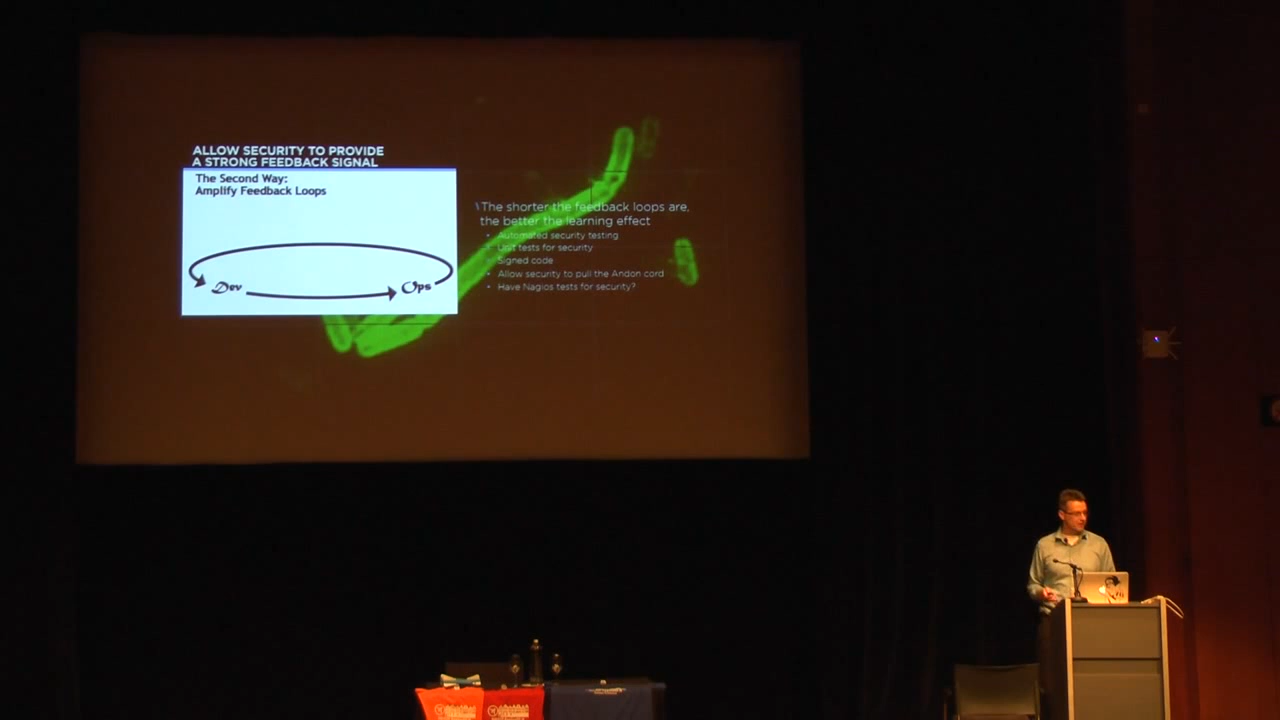 ALLOW SECURITY TO PROVIDE
A STRONG FEEDBACK SIGNAL
The Second Way:
Amplify Feedback Loops
Dev
Ops
The shorter the feedback loops are,
the better the learning effect
• Automated security testing
• Unit tests for security
• Signed code
• Allow security to pull the Andon cord
• Have Nagios tests for security?